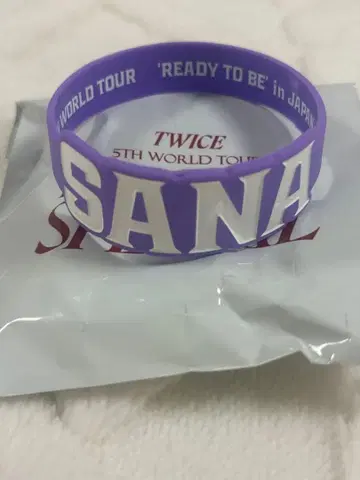 WORLD TOUR 'READY TO BE' in JAPAN
TWICE
5TH WORLD TOUR
SANA